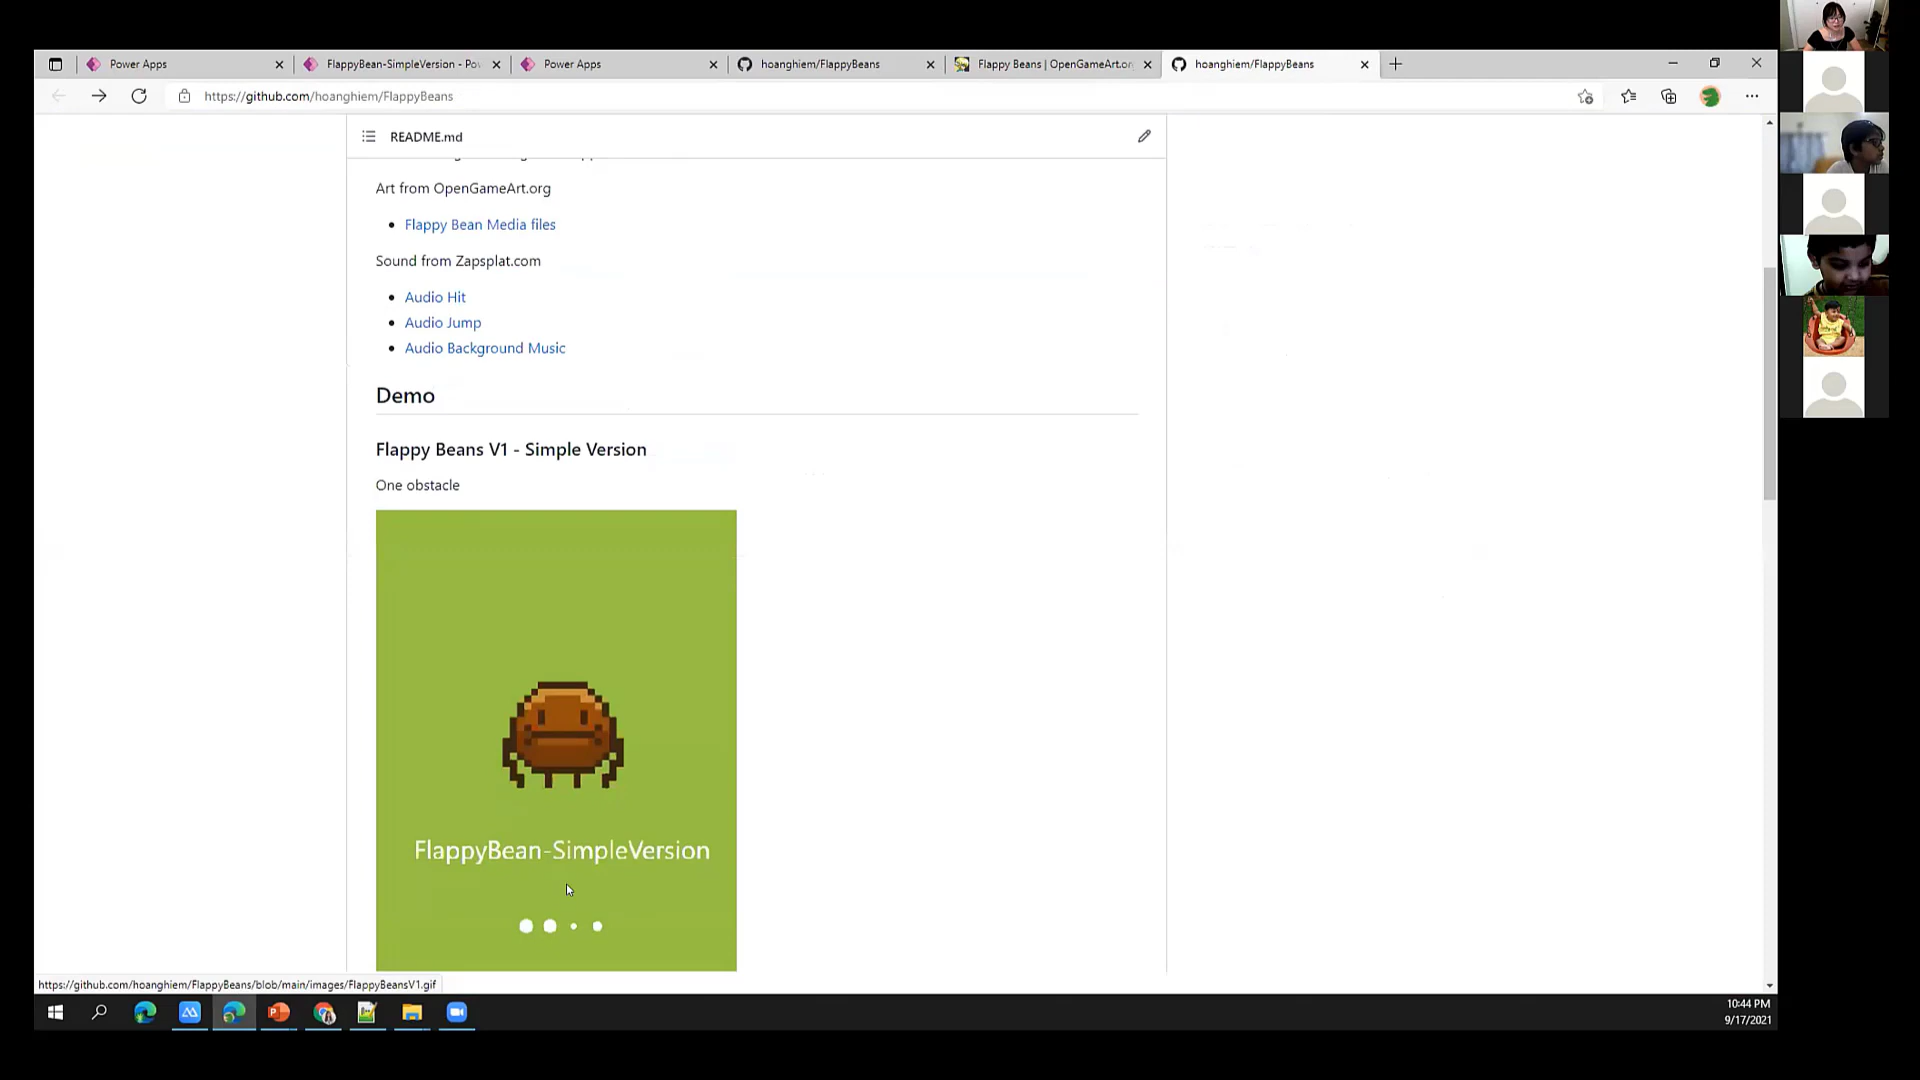 Power Apps
FlappyBean-SimpleVersion - Pow
Power Apps
hoanghiem/FlappyBeans
Flappy Beans | OpenGameArt.org
hoanghiem/FlappyBeans
https://github.com/hoanghiem/FlappyBeans
README.md
Art from OpenGameArt.org
Flappy Bean Media files
Sound from Zapsplat.com
Audio Hit
Audio Jump
Audio Background Music
Demo
Flappy Beans V1 - Simple Version
One obstacle
FlappyBean-SimpleVersion
https://github.com/hoanghiem/FlappyBeans/blob/main/images/FlappyBeansV1.gif
10:44 PM
9/17/2021